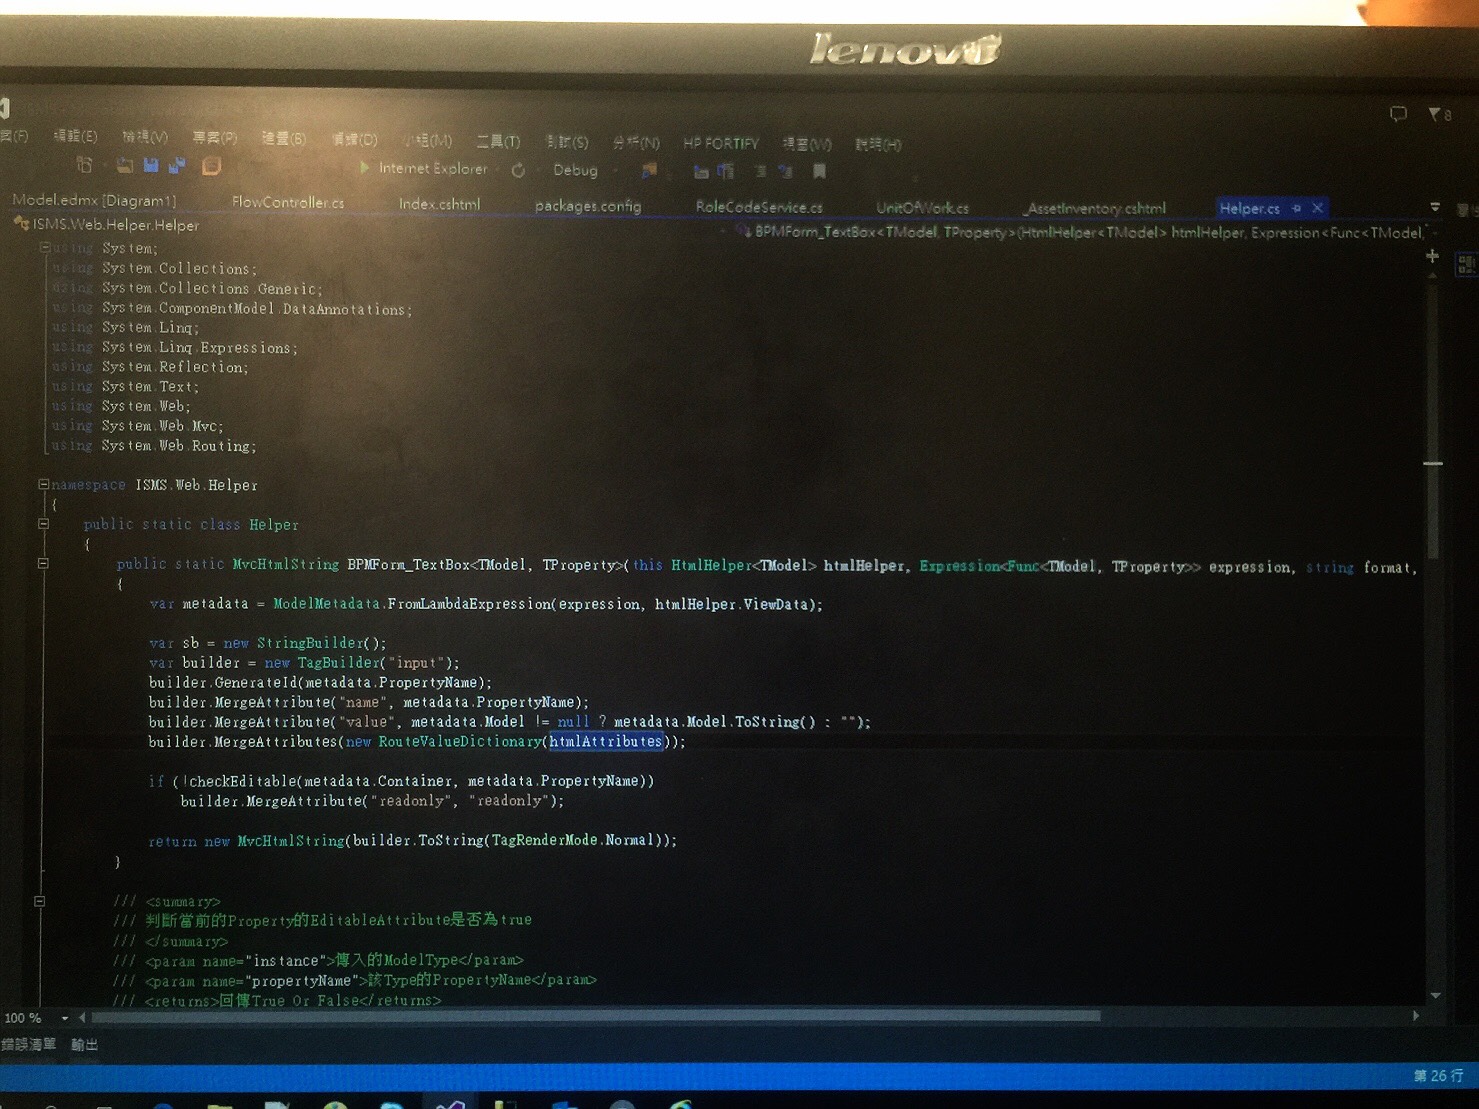 lenovo
編輯(E) 檢視(V) 專案(P) 建置(B) 偵錯(D) 小組(M) 工具(T) 測試(S) 分析(N) HP FORTIFY 視窗(W) 說明(H)
8
Internet Explorer Debug
Model.edmx [Diagram1] FlowController.cs Index.cshtml packages.config RoleCodeService.cs UnitOfWork.cs _AssetInventory.cshtml Helper.cs
ISMS.Web.Helper.Helper BPMForm_TextBox<TModel, TProperty>(HtmlHelper<TModel> htmlHelper, Expression<Func<TModel,
using System;
using System.Collections;
using System.Collections.Generic;
using System.ComponentModel.DataAnnotations;
using System.Linq;
using System.Linq.Expressions;
using System.Reflection;
using System.Text;
using System.Web;
using System.Web.Mvc;
using System.Web.Routing;
namespace ISMS.Web.Helper
{
public static class Helper
{
public static MvcHtmlString BPMForm_TextBox<TModel, TProperty>(this HtmlHelper<TModel> htmlHelper, Expression<Func<TModel, TProperty>> expression, string format,
{
var metadata = ModelMetadata.FromLambdaExpression(expression, htmlHelper.ViewData);
var sb = new StringBuilder();
var builder = new TagBuilder("input");
builder.GenerateId(metadata.PropertyName);
builder.MergeAttribute("name", metadata.PropertyName);
builder.MergeAttribute("value", metadata.Model != null ? metadata.Model.ToString() : "");
builder.MergeAttributes(new RouteValueDictionary(htmlAttributes));
if (!checkEditable(metadata.Container, metadata.PropertyName))
builder.MergeAttribute("readonly", "readonly");
return new MvcHtmlString(builder.ToString(TagRenderMode.Normal));
}
/// <summary>
/// 判斷當前的Property的EditableAttribute是否為true
/// </summary>
/// <param name="instance">傳入的ModelType</param>
/// <param name="propertyName">該Type的PropertyName</param>
/// <returns>回傳True Or False</returns>
100 %
錯誤清單 輸出
第 26 行